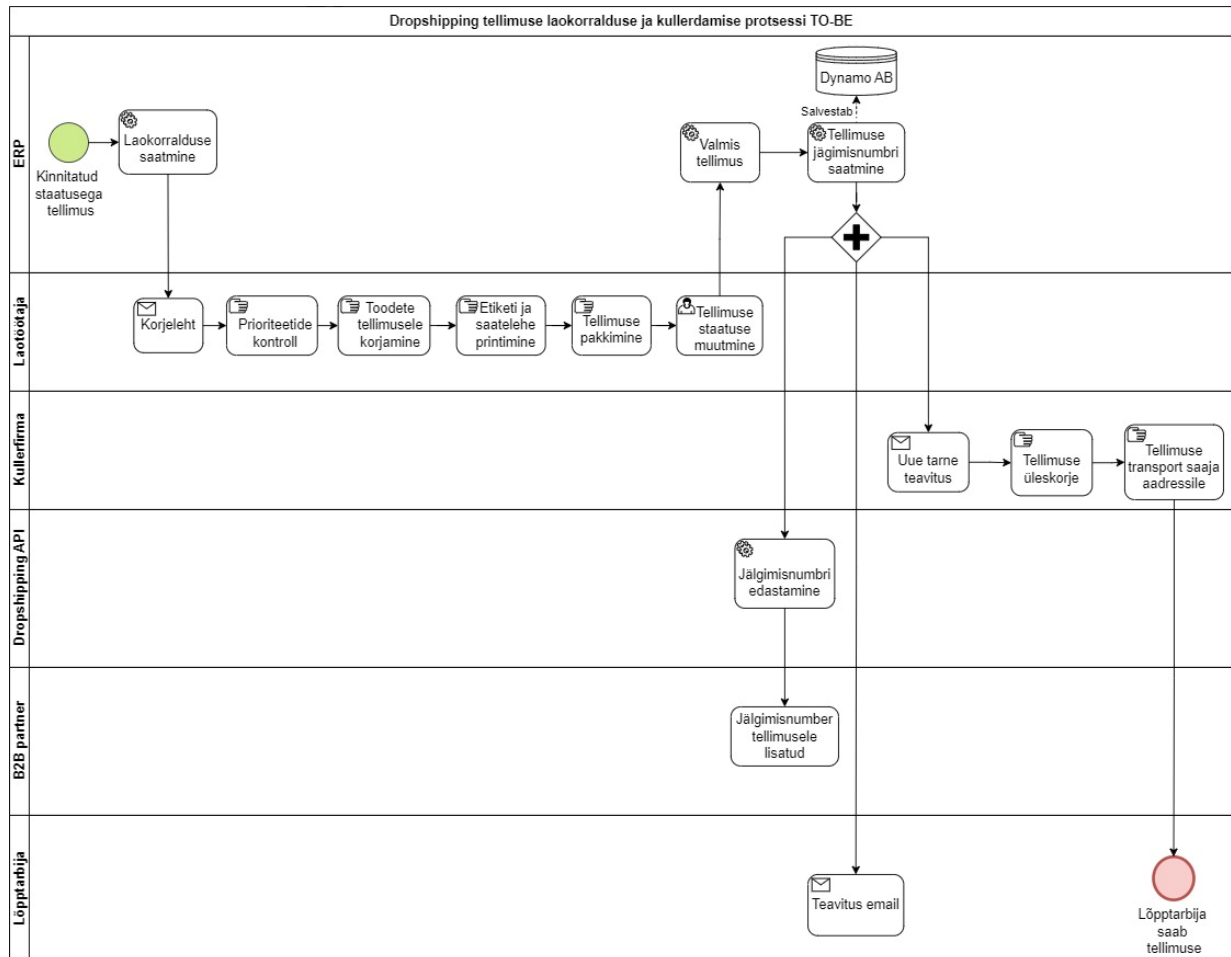 Dropshipping tellimuse laokorralduse ja kullerdamise protsessi TO-BE
ERP
Kinnitatud
staatusega
tellimus
Laokorralduse
saatmine
Valmis
tellimus
Dynamo AB
Salvestab
Tellimuse
jägimisnumbri
saatmine
Laotöötaja
Korjeleht
Prioriteetide
kontroll
Toodete
tellimusele
korjamine
Etiketi ja
saatelehe
printimine
Tellimuse
pakkimine
Tellimuse
staatuse
muutmine
Kullerfirma
Uue tarne
teavitus
Tellimuse
üleskorje
Tellimuse
transport saaja
aadressile
Dropshipping API
Jälgimisnumbri
edastamine
B2B partner
Jälgimisnumber
tellimusele
lisatud
Lõpptarbija
Teavitus email
Lõpptarbija
saab
tellimuse